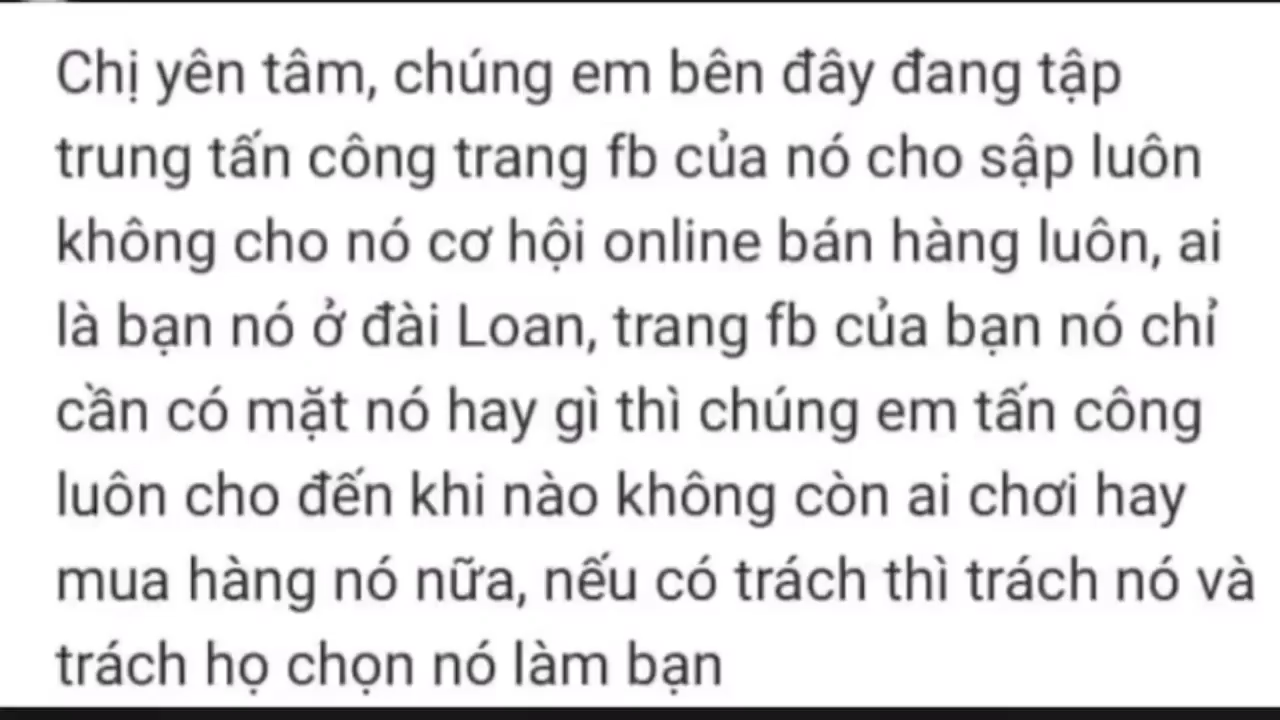 Chị yên tâm, chúng em bên đây đang tập
trung tấn công trang fb của nó cho sập luôn
không cho nó cơ hội online bán hàng luôn, ai
là bạn nó ở đài Loan, trang fb của bạn nó chỉ
cần có mặt nó hay gì thì chúng em tấn công
luôn cho đến khi nào không còn ai chơi hay
mua hàng nó nữa, nếu có trách thì trách nó và
trách họ chọn nó làm bạn